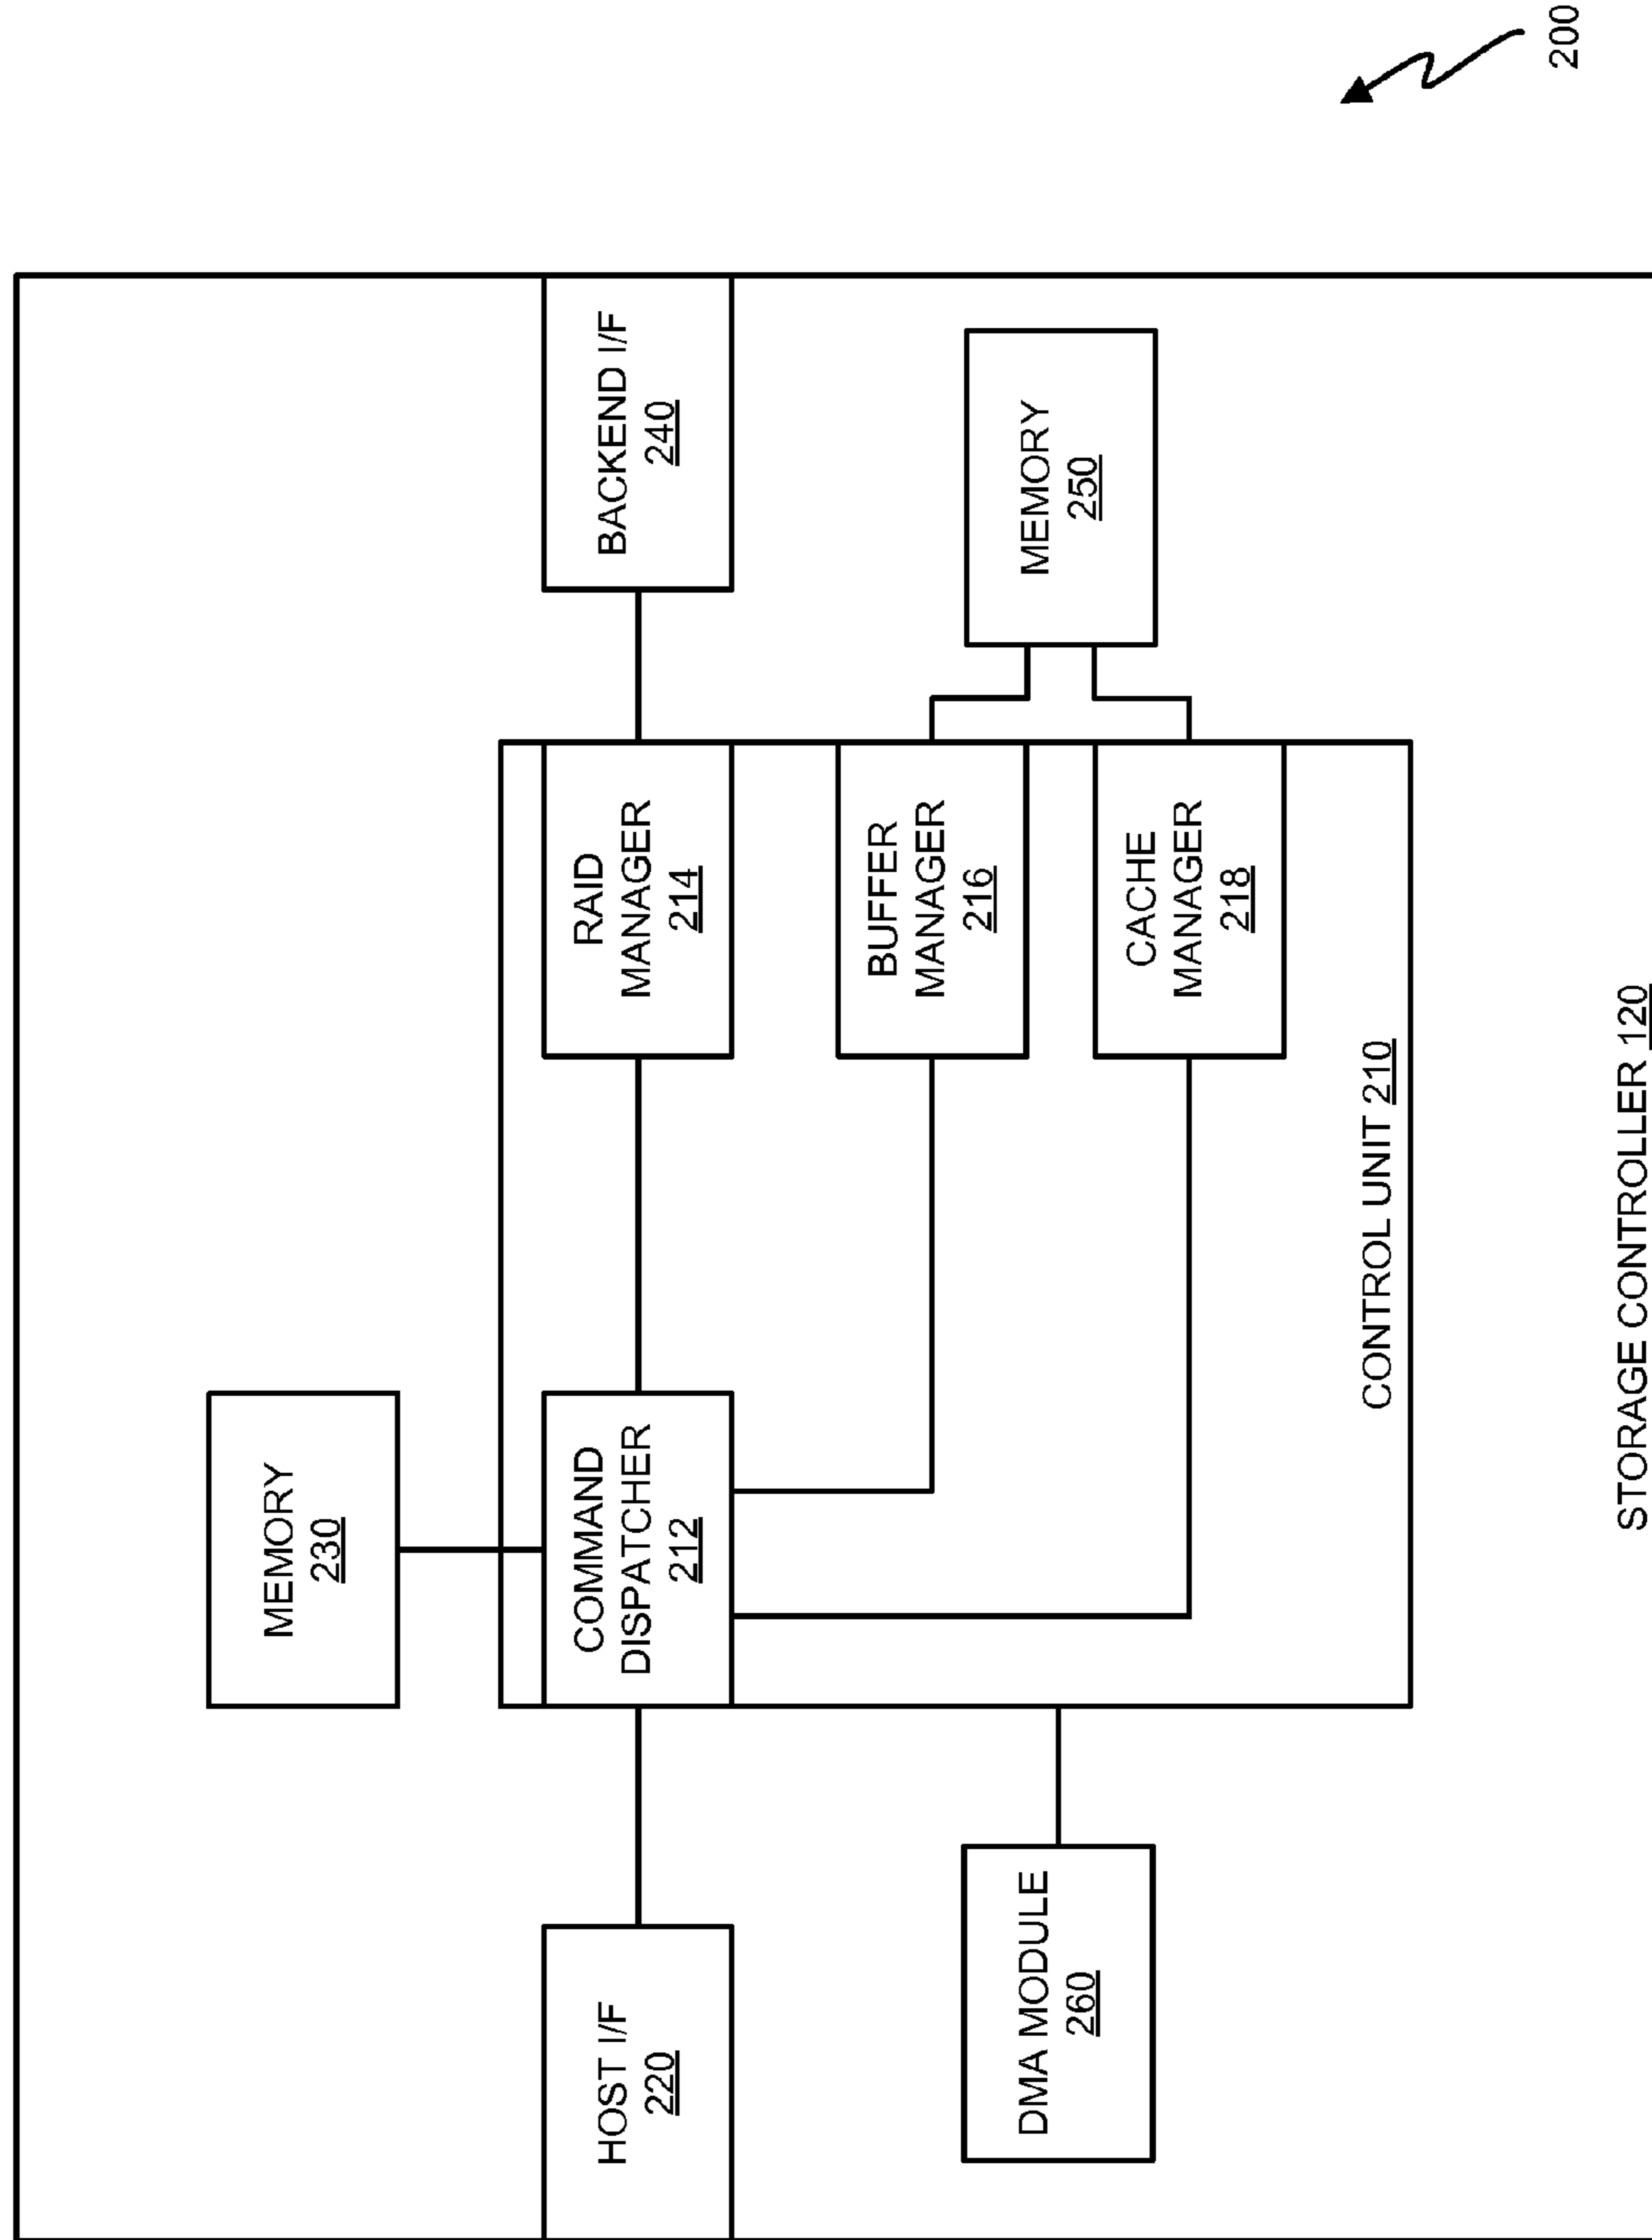 200
MEMORY
230
HOST I/F
220
COMMAND
DISPATCHER
212
RAID
MANAGER
214
BACKEND I/F
240
BUFFER
MANAGER
216
MEMORY
250
DMA MODULE
260
CACHE
MANAGER
218
CONTROL UNIT 210
STORAGE CONTROLLER 120